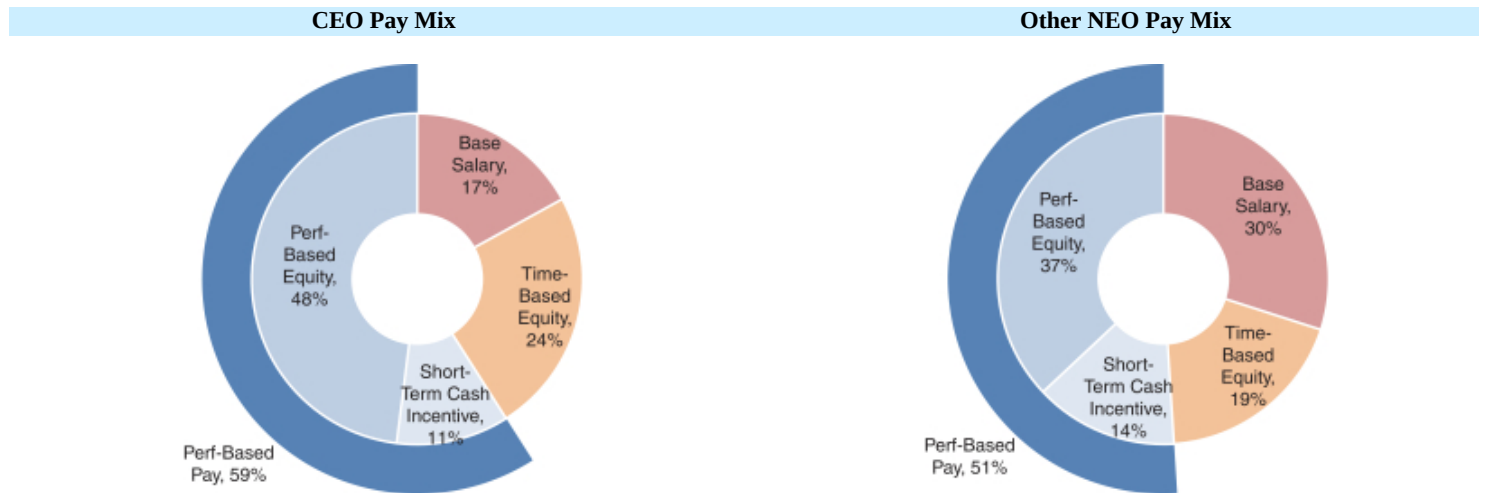 CEO Pay Mix
Base
Salary,
17%
Time-
Based
Equity,
24%
Short-
Term Cash
Incentive,
11%
Perf-
Based
Equity,
48%
Perf-Based
Pay, 59%
Other NEO Pay Mix
Base
Salary,
30%
Time-
Based
Equity,
19%
Short-
Term Cash
Incentive,
14%
Perf-
Based
Equity,
37%
Perf-Based
Pay, 51%